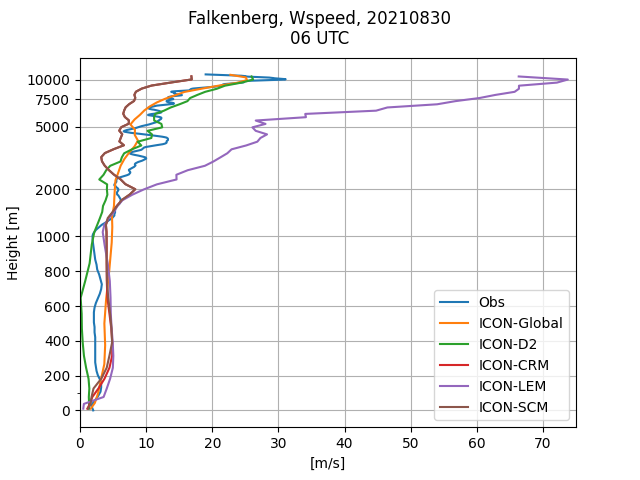 Falkenberg, Wspeed, 20210830
06 UTC
Height [m]
10000
7500
5000
2000
1000
800
600
400
200
0
0 10 20 30 40 50 60 70
[m/s]
Obs
ICON-Global
ICON-D2
ICON-CRM
ICON-LEM
ICON-SCM